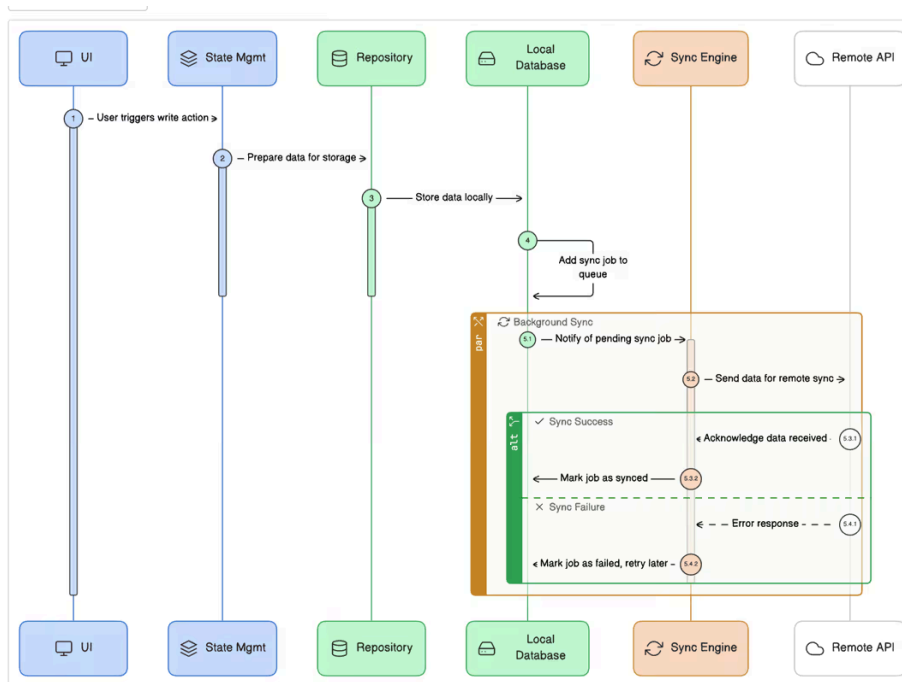 UI
State Mgmt
Repository
Local
Database
Sync Engine
Remote API
1
User triggers write action
2
Prepare data for storage
3
Store data locally
4
Add sync job to
queue
par
Background Sync
5.1
Notify of pending sync job
5.2
Send data for remote sync
alt
Sync Success
Acknowledge data received
5.3.1
Mark job as synced
5.3.2
Sync Failure
Error response
5.4.1
Mark job as failed, retry later
5.4.2
UI
State Mgmt
Repository
Local
Database
Sync Engine
Remote API